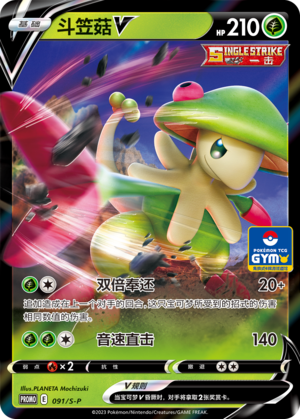 基础 斗笠菇V HP 210
SINGLE STRIKE
一击
POKÉMON TCG
GYM
双倍奉还 20+
追加造成在上一个对手的回合，这只宝可梦所受到的招式的伤害
相同数值的伤害。
音速直击 140
弱点 ×2 抵抗力 撤退
V规则
当宝可梦V昏厥时，对手将拿取2张奖赏卡。
Illus.PLANETA Mochizuki
PROMO E 091/S-P
©2023 Pokémon/Nintendo/Creatures/GAME FREAK.